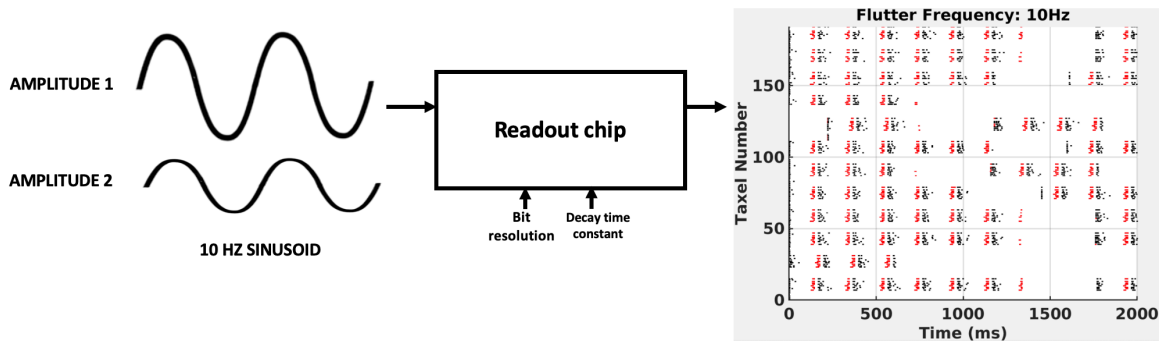 AMPLITUDE 1
AMPLITUDE 2
10 HZ SINUSOID
Readout chip
Bit
resolution
Decay time
constant
Flutter Frequency: 10Hz
Taxel Number
150
100
50
0
0 500 1000 1500 2000
Time (ms)